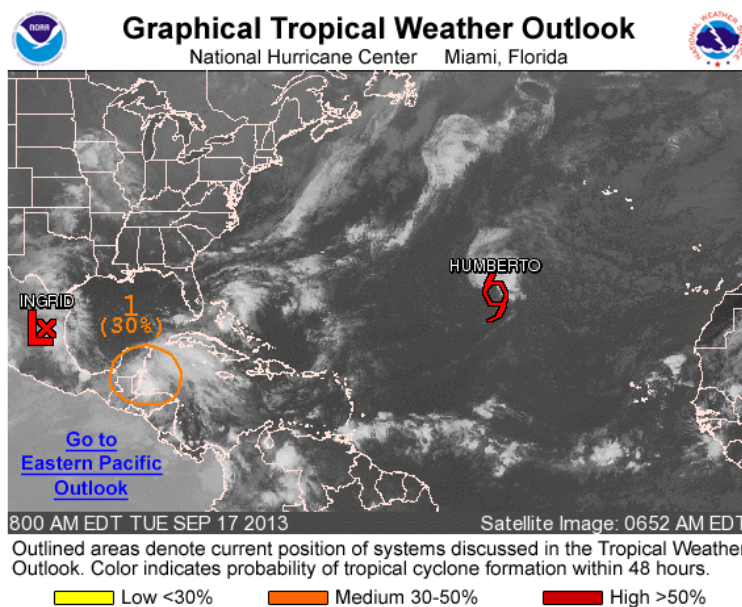 Graphical Tropical Weather Outlook
National Hurricane Center Miami, Florida
NOAA
HUMBERTO
INGRID
1
(30%)
Go to
Eastern Pacific
Outlook
800 AM EDT TUE SEP 17 2013
Satellite Image: 0652 AM EDT
Outlined areas denote current position of systems discussed in the Tropical Weather
Outlook. Color indicates probability of tropical cyclone formation within 48 hours.
Low <30%
Medium 30-50%
High >50%